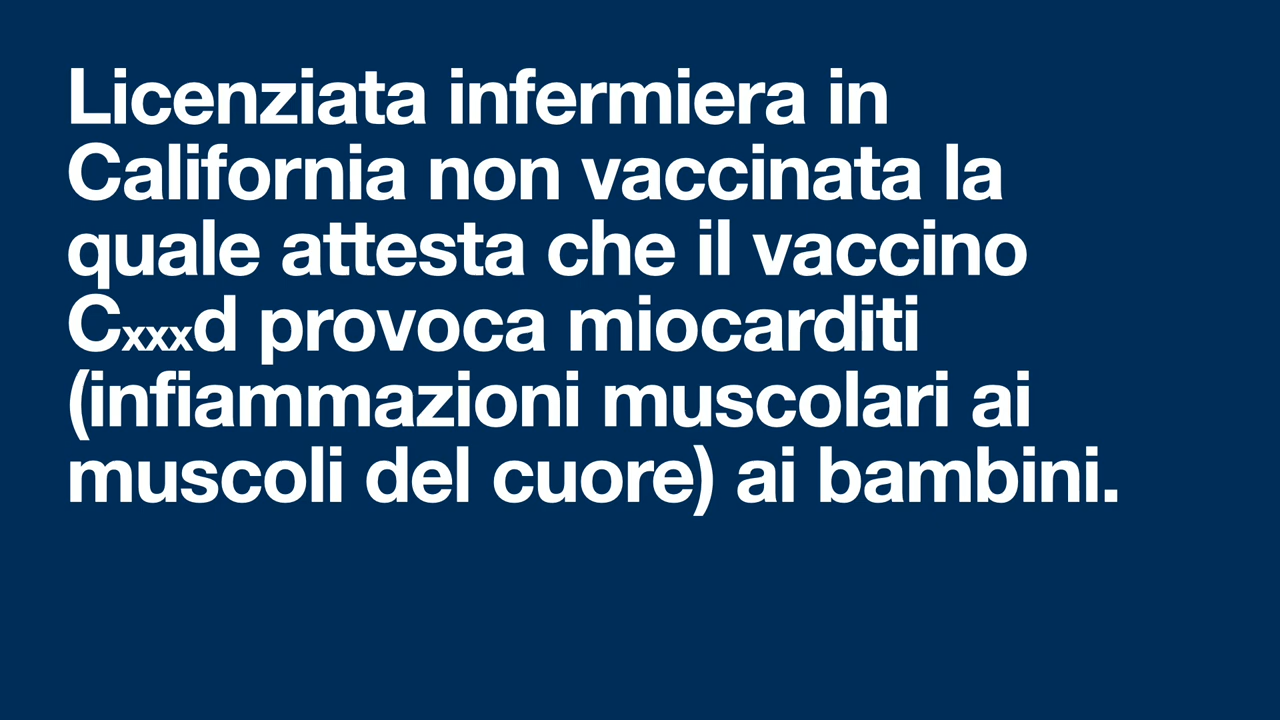 Licenziata infermiera in
California non vaccinata la
quale attesta che il vaccino
Cxxxd provoca miocarditi
(infiammazioni muscolari ai
muscoli del cuore) ai bambini.